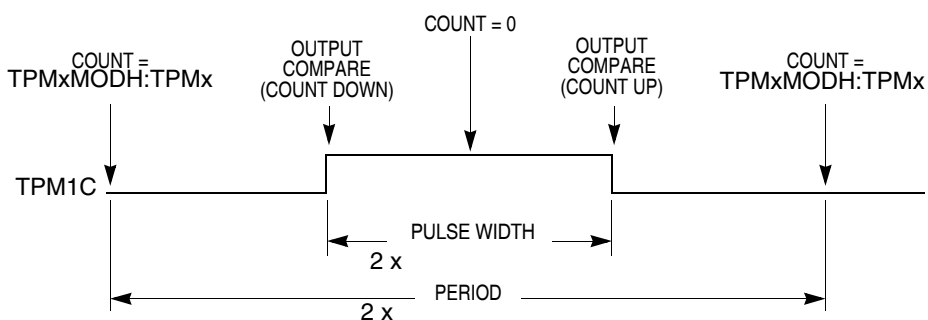 COUNT = 0
COUNT =
TPMxMODH:TPMx
OUTPUT
COMPARE
(COUNT DOWN)
OUTPUT
COMPARE
(COUNT UP)
COUNT =
TPMxMODH:TPMx
TPM1C
PULSE WIDTH
2 x
PERIOD
2 x